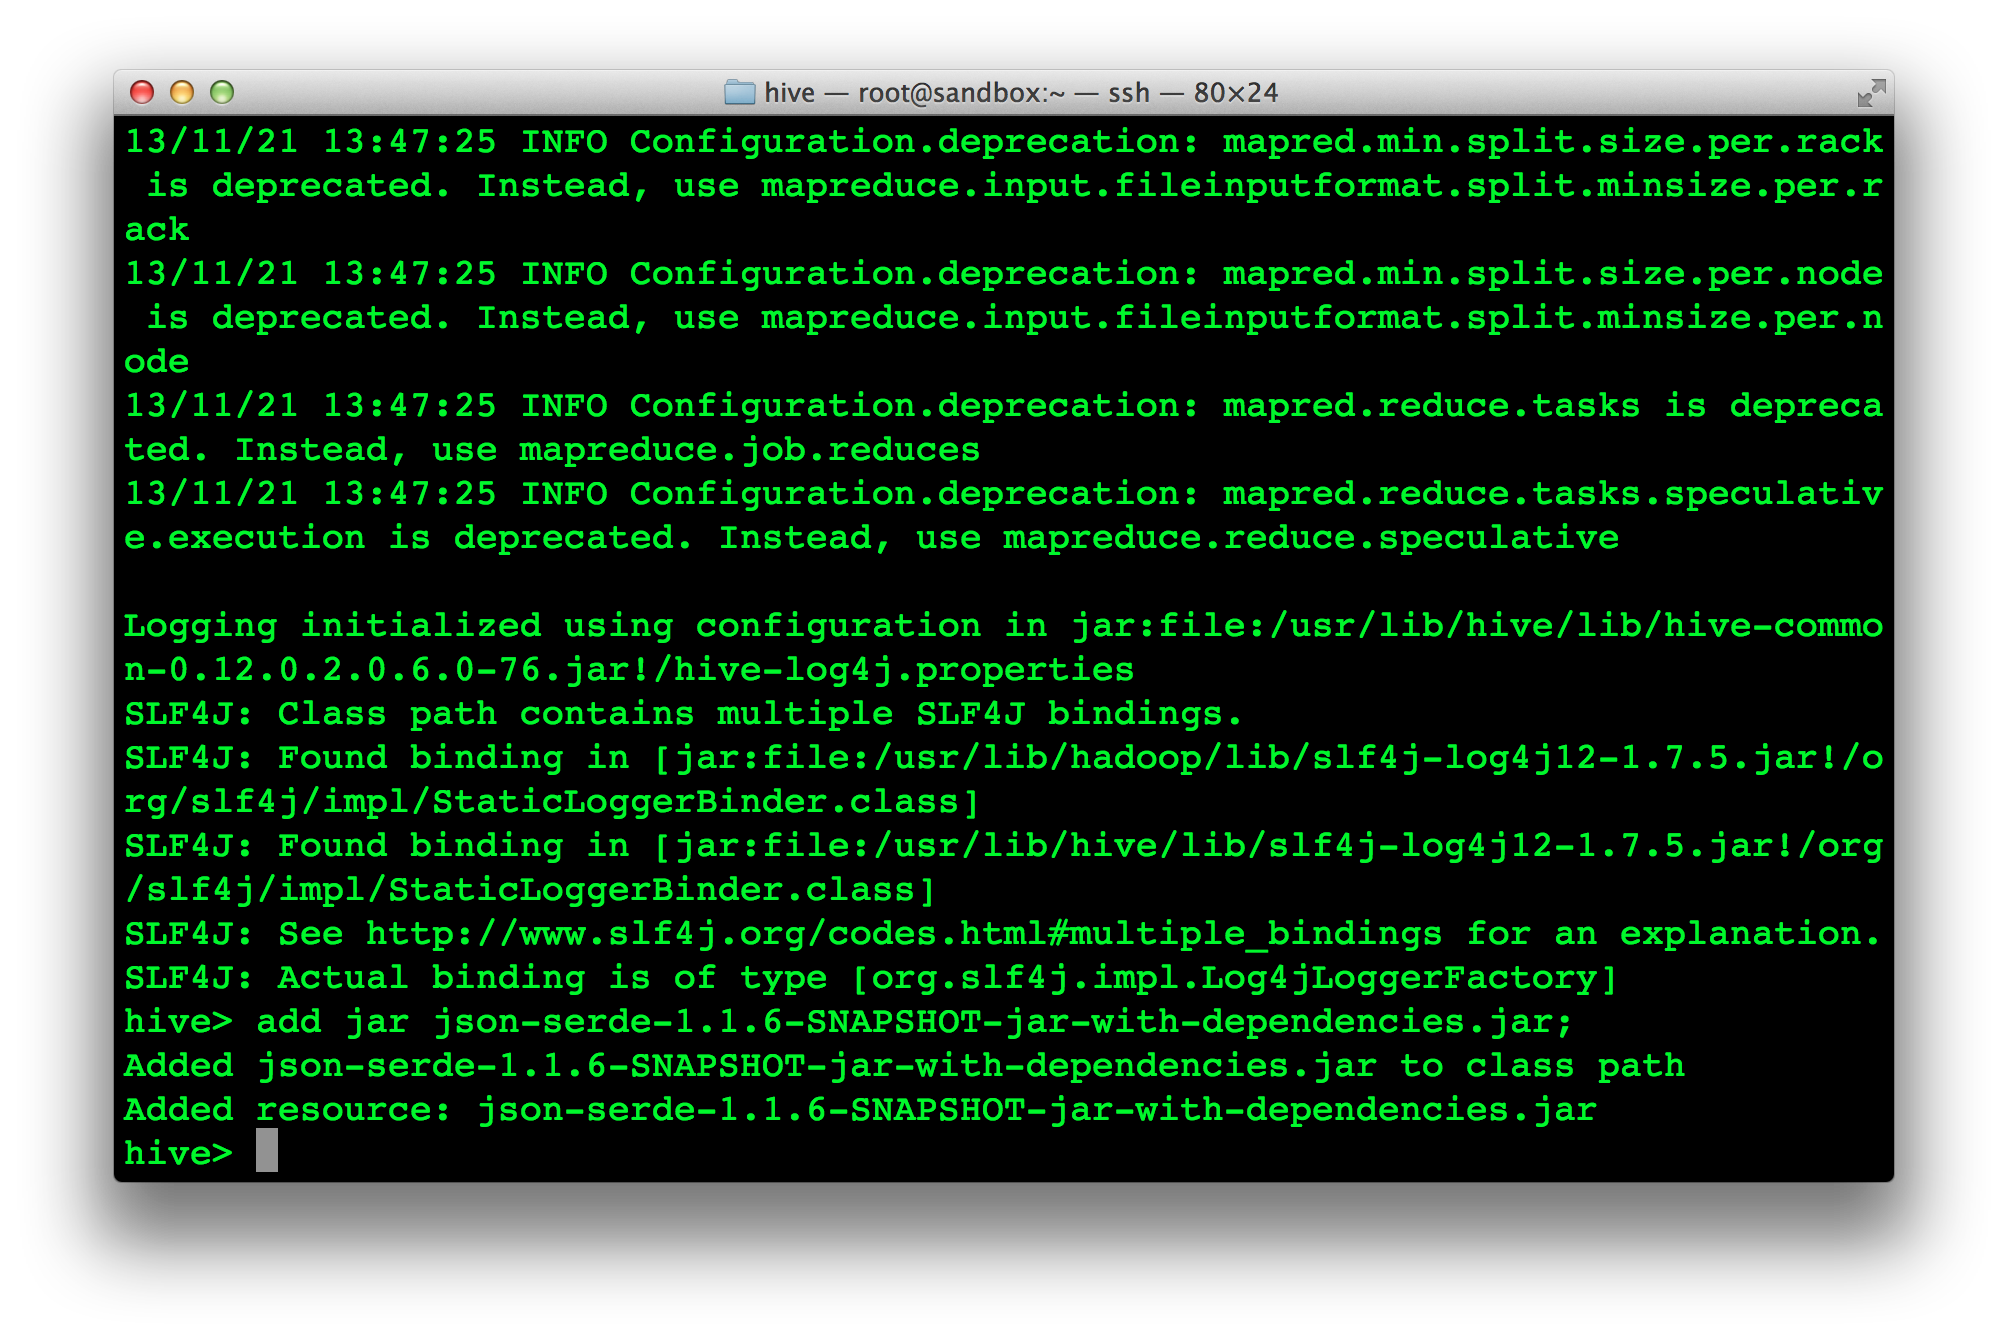 hive — root@sandbox:~ — ssh — 80×24
13/11/21 13:47:25 INFO Configuration.deprecation: mapred.min.split.size.per.rack
 is deprecated. Instead, use mapreduce.input.fileinputformat.split.minsize.per.r
ack
13/11/21 13:47:25 INFO Configuration.deprecation: mapred.min.split.size.per.node
 is deprecated. Instead, use mapreduce.input.fileinputformat.split.minsize.per.n
ode
13/11/21 13:47:25 INFO Configuration.deprecation: mapred.reduce.tasks is depreca
ted. Instead, use mapreduce.job.reduces
13/11/21 13:47:25 INFO Configuration.deprecation: mapred.reduce.tasks.speculativ
e.execution is deprecated. Instead, use mapreduce.reduce.speculative
Logging initialized using configuration in jar:file:/usr/lib/hive/lib/hive-commo
n-0.12.0.2.0.6.0-76.jar!/hive-log4j.properties
SLF4J: Class path contains multiple SLF4J bindings.
SLF4J: Found binding in [jar:file:/usr/lib/hadoop/lib/slf4j-log4j12-1.7.5.jar!/o
rg/slf4j/impl/StaticLoggerBinder.class]
SLF4J: Found binding in [jar:file:/usr/lib/hive/lib/slf4j-log4j12-1.7.5.jar!/org
/slf4j/impl/StaticLoggerBinder.class]
SLF4J: See http://www.slf4j.org/codes.html#multiple_bindings for an explanation.
SLF4J: Actual binding is of type [org.slf4j.impl.Log4jLoggerFactory]
hive> add jar json-serde-1.1.6-SNAPSHOT-jar-with-dependencies.jar;
Added json-serde-1.1.6-SNAPSHOT-jar-with-dependencies.jar to class path
Added resource: json-serde-1.1.6-SNAPSHOT-jar-with-dependencies.jar
hive>